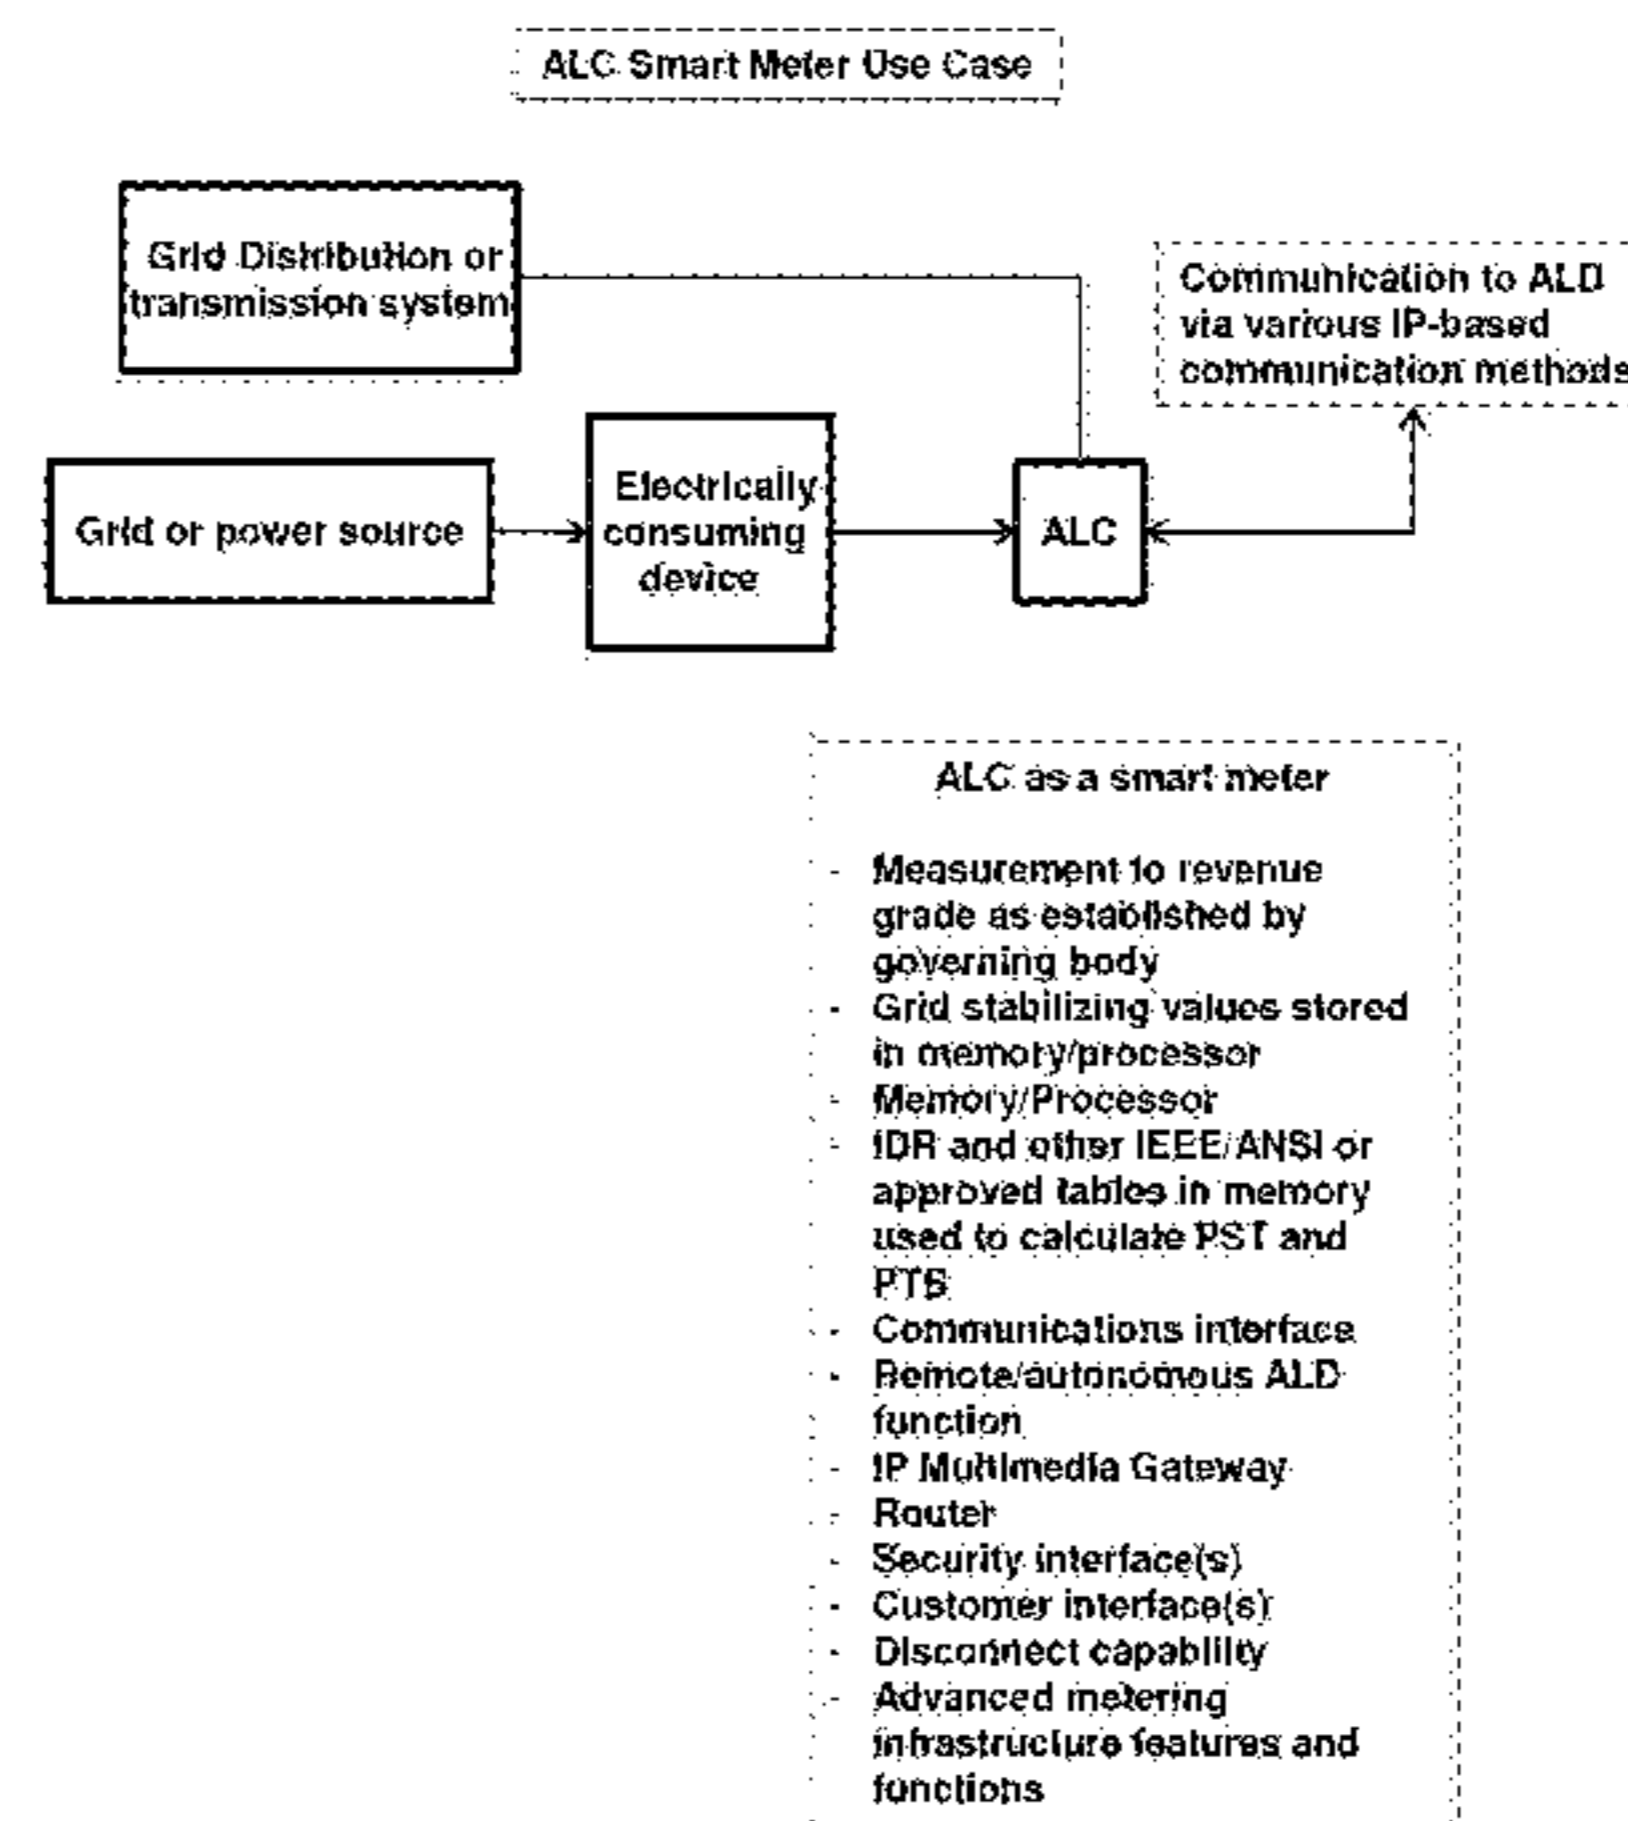 ALC Smart Meter Use Case
Grid Distribution or
transmission system
Communication to ALD
via various IP-based
communication methods
Grid or power source
Electrically
consuming
device
ALC
ALC as a smart meter
- Measurement to revenue
grade as established by
governing body
- Grid stabilizing values stored
in memory/processor
- Memory/Processor
- IDR and other IEEE/ANSI or
approved tables in memory
used to calculate PST and
PTB
- Communications interface
- Remote/autonomous ALD
function
- IP Multimedia Gateway
- Router
- Security interface(s)
- Customer interface(s)
- Disconnect capability
- Advanced metering
infrastructure features and
functions